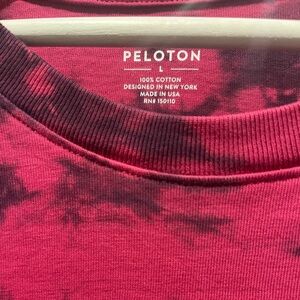 PELOTON
L
100% COTTON
DESIGNED IN NEW YORK
MADE IN USA
RN# 150110